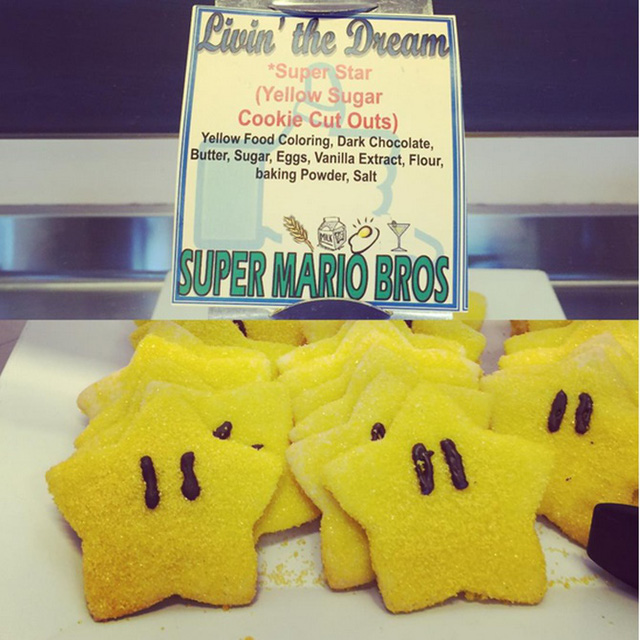 Livin' the Dream
*Super Star
(Yellow Sugar
Cookie Cut Outs)
Yellow Food Coloring, Dark Chocolate,
Butter, Sugar, Eggs, Vanilla Extract, Flour,
baking Powder, Salt
MILK
SUPER MARIO BROS